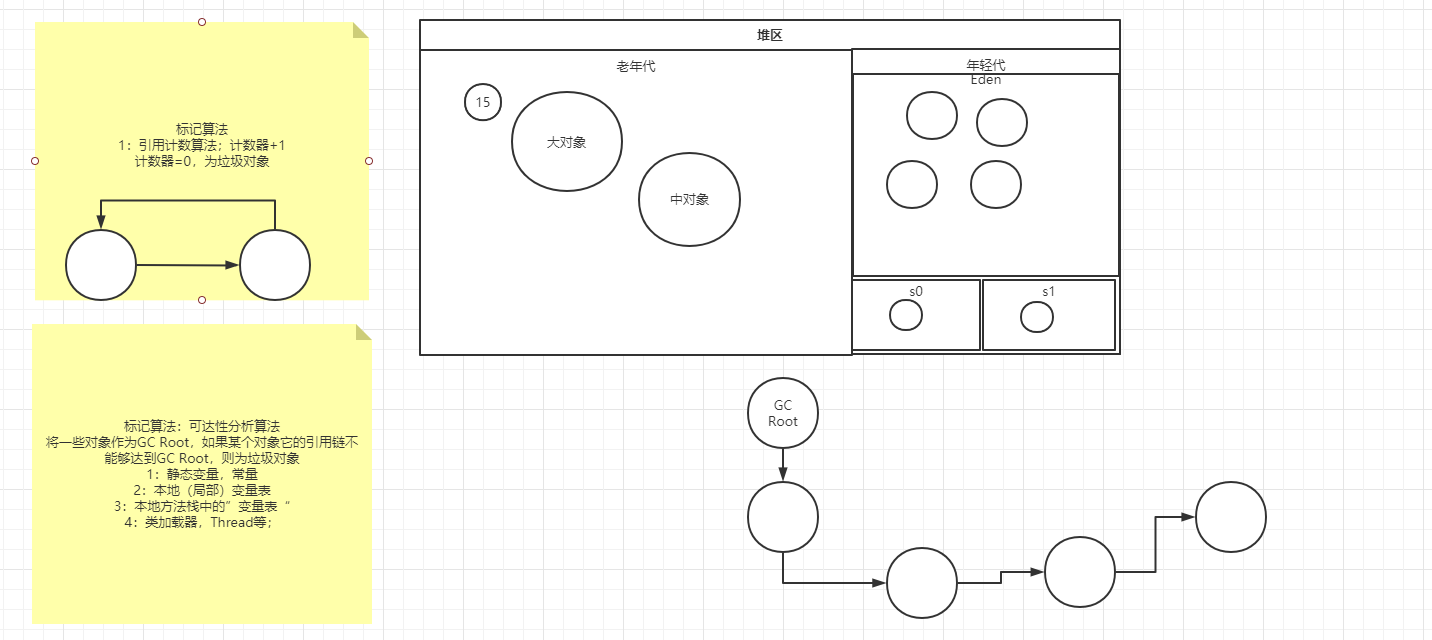 标记算法
1：引用计数算法；计数器+1
计数器=0，为垃圾对象
标记算法：可达性分析算法
将一些对象作为GC Root，如果某个对象它的引用链不
能够达到GC Root，则为垃圾对象
1：静态变量，常量
2：本地（局部）变量表
3：本地方法栈中的”变量表“
4：类加载器，Thread等；
堆区
老年代
15
大对象
中对象
年轻代
Eden
s0
s1
GC
Root